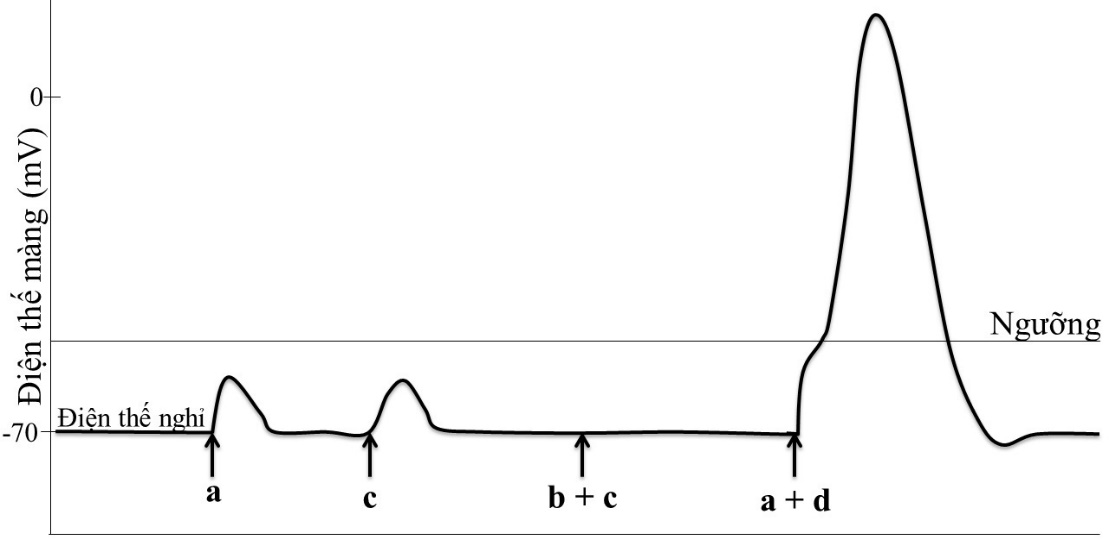 0
Điện thế màng (mV)
Ngưỡng
Điện thế nghỉ
-70
a
c
b + c
a + d